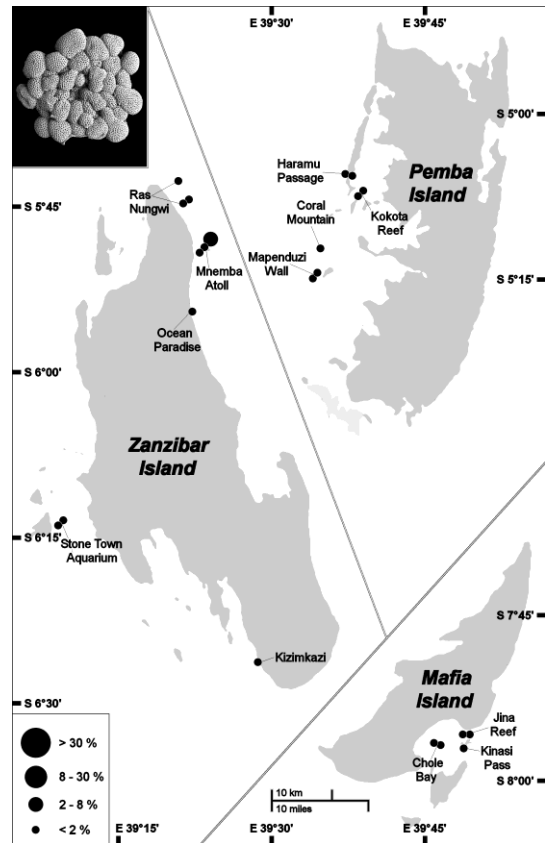 E 39°30'
E 39°45'
S 5°00'
Haramu
Passage
Pemba
Island
Ras
Nungwi
S 5°45'
Coral
Mountain
Kokota
Reef
Mapenduzi
Wall
Mnemba
Atoll
S 5°15'
Ocean
Paradise
S 6°00'
Zanzibar
Island
S 6°15'
Stone Town
Aquarium
S 7°45'
Kizimkazi
Mafia
Island
S 6°30'
Jina
Reef
Chole
Bay
Kinasi
Pass
S 8°00'
> 30 %
8 - 30 %
2 - 8 %
< 2 %
10 km
10 miles
E 39°15'
E 39°30'
E 39°45'